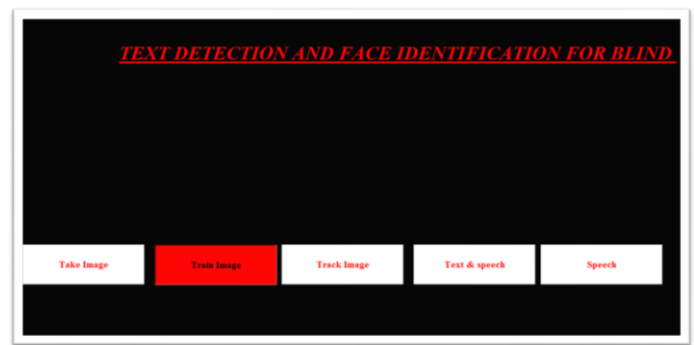 TEXT DETECTION AND FACE IDENTIFICATION FOR BLIND
Take Image
Train Image
Track Image
Text & speech
Speech